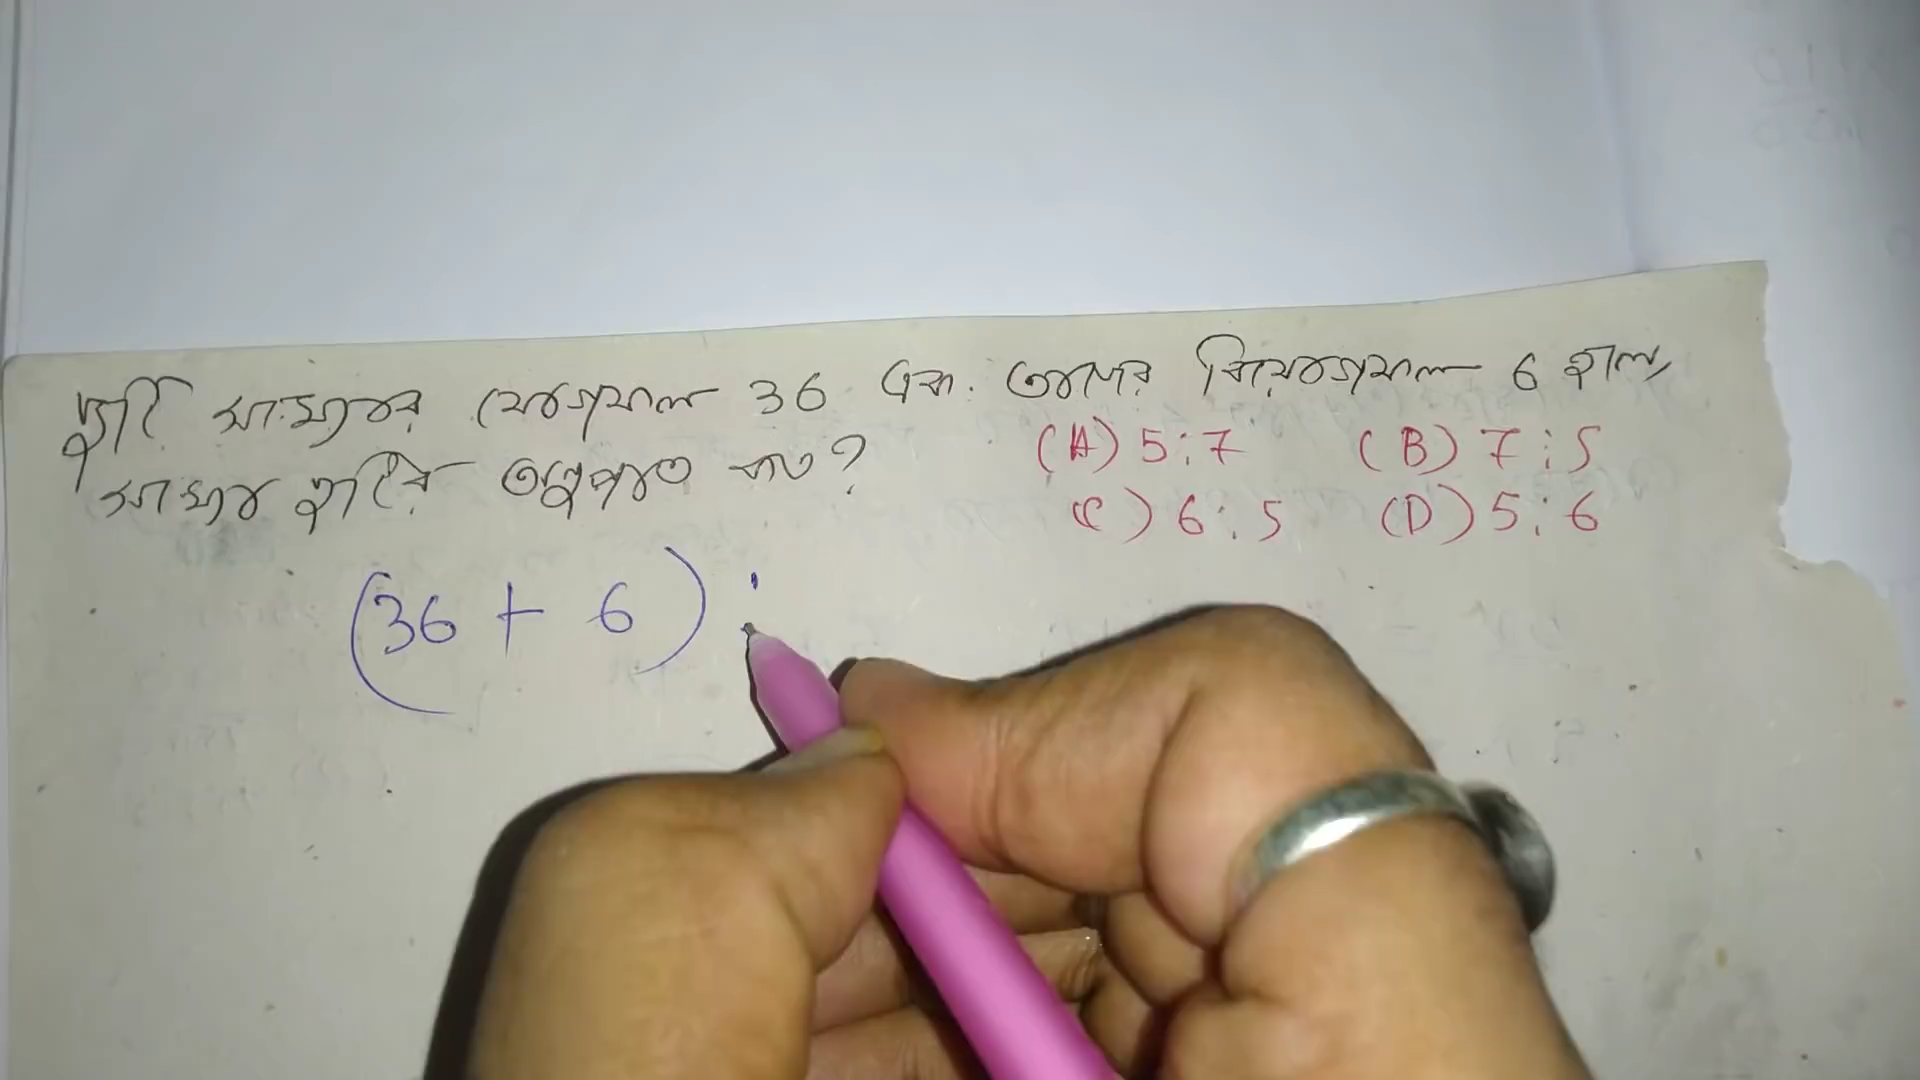 দুটি সংখ্যার যোগফল 36 এবং তাদের বিয়োগফল 6 হলে,
সংখ্যা দুটির অনুপাত কত?
(A) 5:7 (B) 7:5
(C) 6:5 (D) 5:6
(36 + 6) :